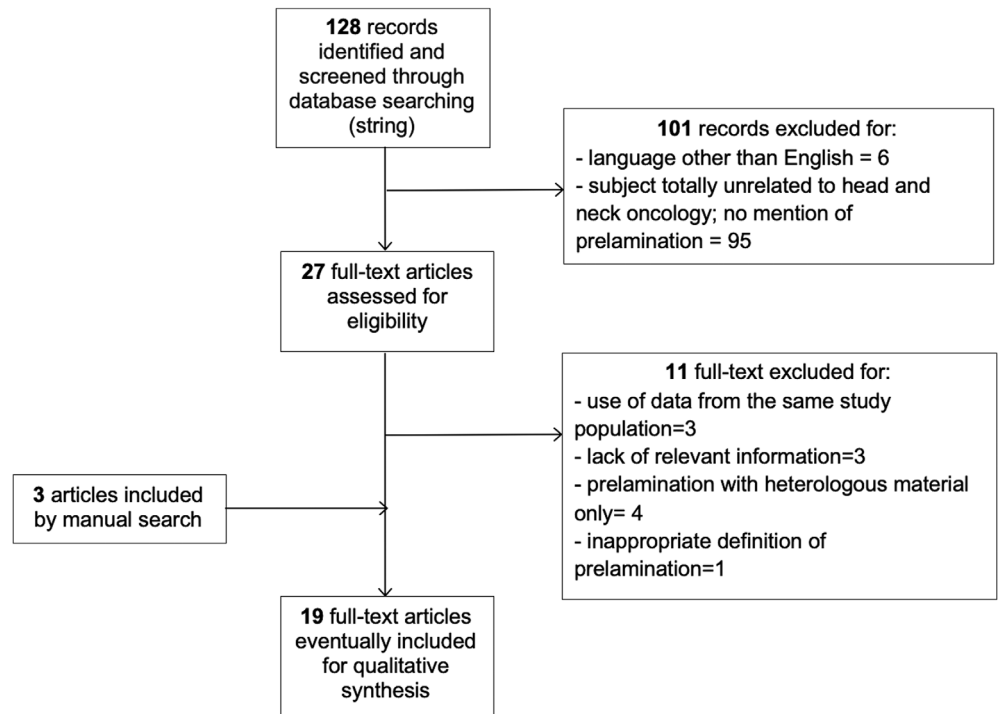 128 records
identified and
screened through
database searching
(string)
101 records excluded for:
- language other than English = 6
- subject totally unrelated to head and
neck oncology; no mention of
prelamination = 95
27 full-text articles
assessed for
eligibility
11 full-text excluded for:
- use of data from the same study
population=3
- lack of relevant information=3
- prelamination with heterologous material
only= 4
- inappropriate definition of
prelamination=1
3 articles included
by manual search
19 full-text articles
eventually included
for qualitative
synthesis